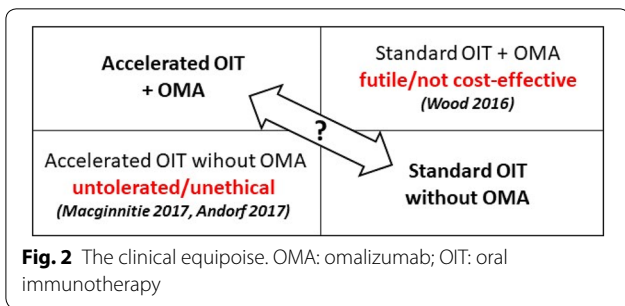 Accelerated OIT
+ OMA
Standard OIT + OMA
futile/not cost-effective
(Wood 2016)
?
Accelerated OIT wihout OMA
untolerated/unethical
(Macginnitie 2017, Andorf 2017)
Standard OIT
without OMA
Fig. 2 The clinical equipoise. OMA: omalizumab; OIT: oral
immunotherapy